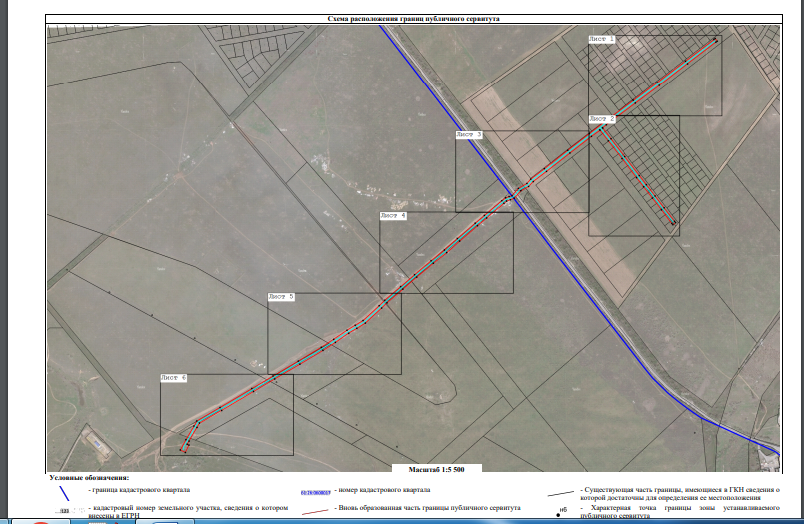 Схема расположения границ публичного сервитута
Лист 1
Лист 2
Лист 3
Лист 4
Лист 5
Лист 6
Масштаб 1:5 500
Условные обозначения:
- граница кадастрового квартала
- номер кадастрового квартала
- Существующая часть границы, имеющиеся в ГКН сведения о
которой достаточны для определения ее местоположения
- кадастровый номер земельного участка, сведения о котором
внесены в ЕГРН
- Вновь образованная часть границы публичного сервитута
н6
- Характерная точка границы зоны устанавливаемого
публичного сервитута